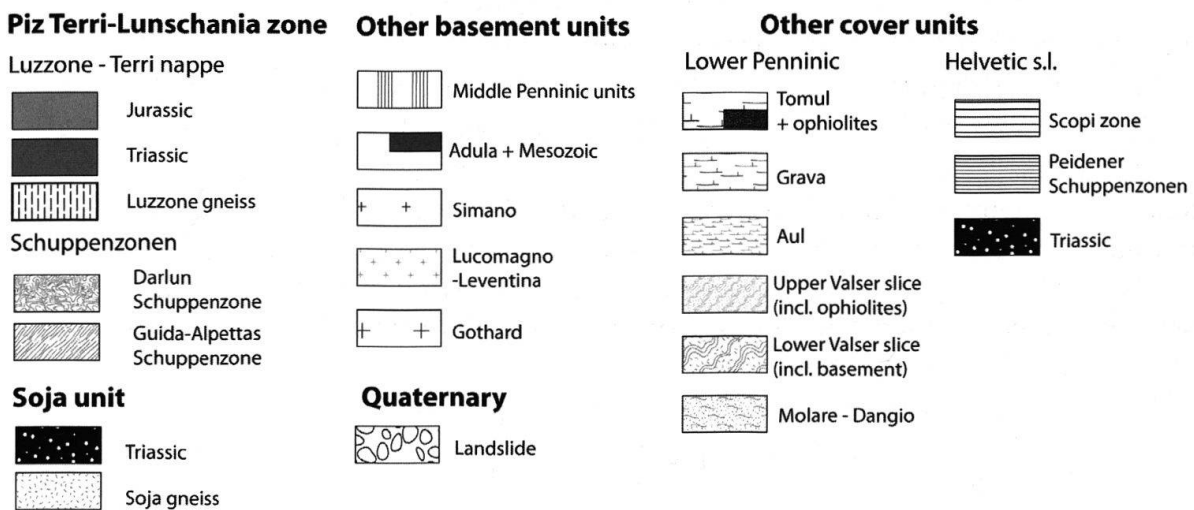 Piz Terri-Lunschania zone
Luzzone - Terri nappe
Jurassic
Triassic
Luzzone gneiss
Schuppenzonen
Darlun
Schuppenzone
Guida-Alpettas
Schuppenzone
Soja unit
Triassic
Soja gneiss
Other basement units
Middle Penninic units
Adula + Mesozoic
Simano
Lucomagno
-Leventina
Gothard
Quaternary
Landslide
Other cover units
Lower Penninic
Tomul
+ ophiolites
Grava
Aul
Upper Valser slice
(incl. ophiolites)
Lower Valser slice
(incl. basement)
Molare - Dangio
Helvetic s.l.
Scopi zone
Peidener
Schuppenzonen
Triassic